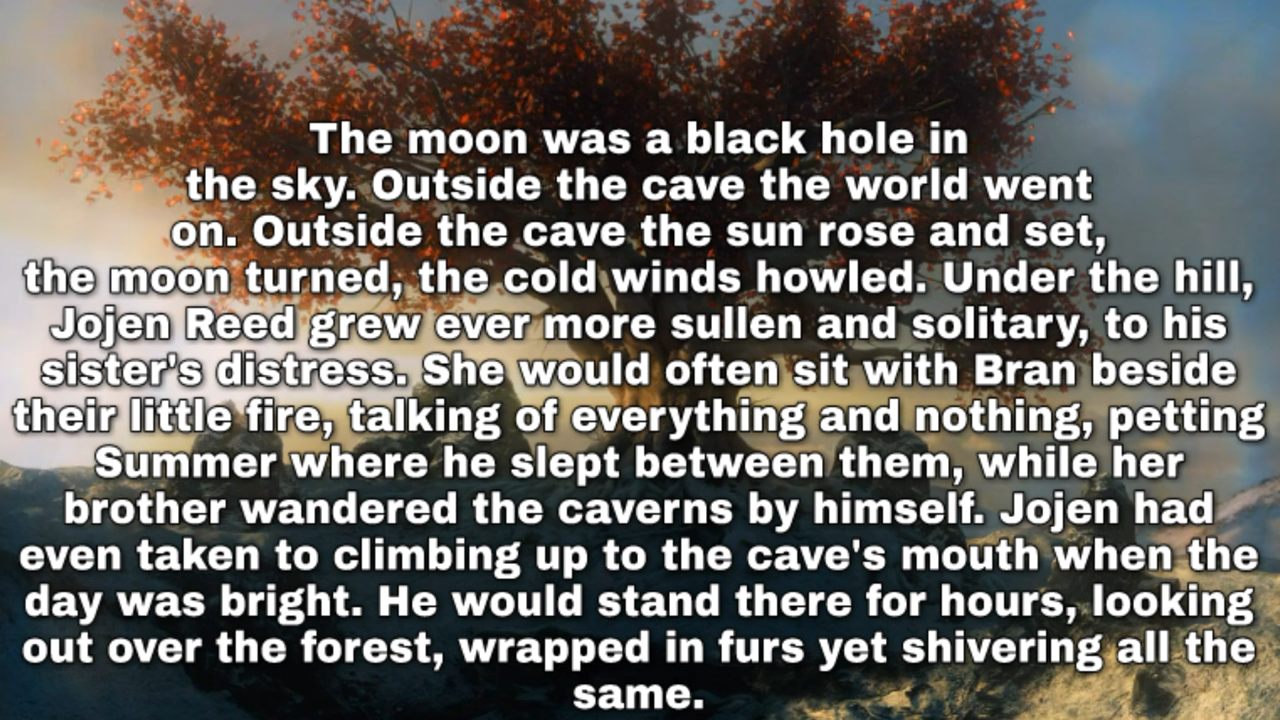 The moon was a black hole in
the sky. Outside the cave the world went
on. Outside the cave the sun rose and set,
the moon turned, the cold winds howled. Under the hill,
Jojen Reed grew ever more sullen and solitary, to his
sister's distress. She would often sit with Bran beside
their little fire, talking of everything and nothing, petting
Summer where he slept between them, while her
brother wandered the caverns by himself. Jojen had
even taken to climbing up to the cave's mouth when the
day was bright. He would stand there for hours, looking
out over the forest, wrapped in furs yet shivering all the
same.